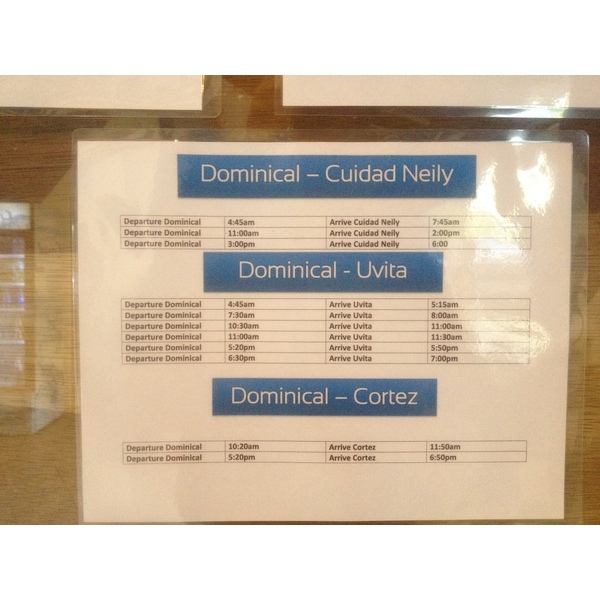 Dominical – Cuidad Neily
Departure Dominical 4:45am Arrive Cuidad Neily 7:45am
Departure Dominical 11:00am Arrive Cuidad Neily 2:00pm
Departure Dominical 3:00pm Arrive Cuidad Neily 6:00
Dominical - Uvita
Departure Dominical 4:45am Arrive Uvita 5:15am
Departure Dominical 7:30am Arrive Uvita 8:00am
Departure Dominical 10:30am Arrive Uvita 11:00am
Departure Dominical 11:00am Arrive Uvita 11:30am
Departure Dominical 5:20pm Arrive Uvita 5:50pm
Departure Dominical 6:30pm Arrive Uvita 7:00pm
Dominical – Cortez
Departure Dominical 10:20am Arrive Cortez 11:50am
Departure Dominical 5:20pm Arrive Cortez 6:50pm